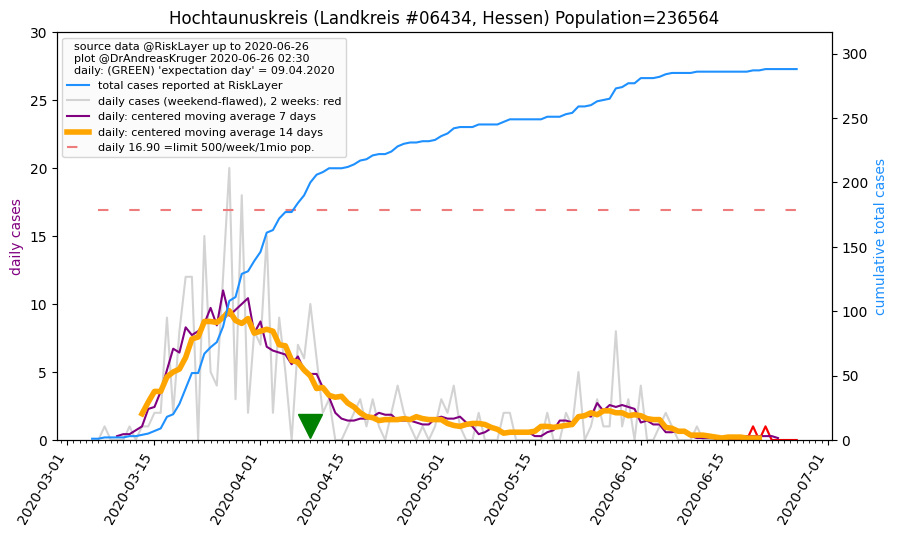 Hochtaunuskreis (Landkreis #06434, Hessen) Population=236564
source data @RiskLayer up to 2020-06-26
plot @DrAndreasKruger 2020-06-26 02:30
daily: (GREEN) 'expectation day' = 09.04.2020
total cases reported at RiskLayer
daily cases (weekend-flawed), 2 weeks: red
daily: centered moving average 7 days
daily: centered moving average 14 days
daily 16.90 =limit 500/week/1mio pop.
daily cases
30
25
20
15
10
5
0
cumulative total cases
300
250
200
150
100
50
0
2020-03-01
2020-03-15
2020-04-01
2020-04-15
2020-05-01
2020-05-15
2020-06-01
2020-06-15
2020-07-01